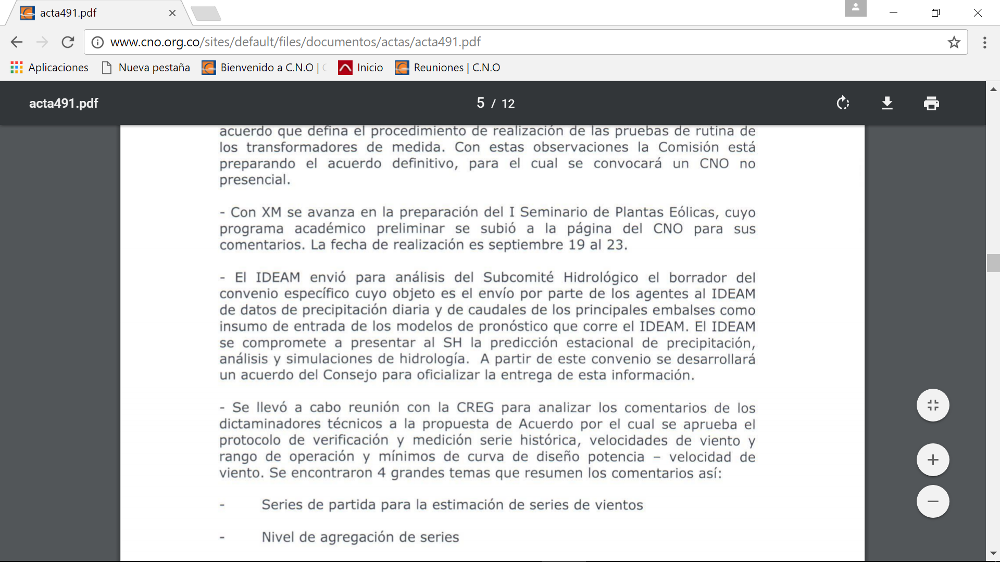 acta491.pdf
www.cno.org.co/sites/default/files/documentos/actas/acta491.pdf
Aplicaciones Nueva pestaña Bienvenido a C.N.O | Inicio Reuniones | C.N.O
acta491.pdf 5 / 12
acuerdo que defina el procedimiento de realización de las pruebas de rutina de
los transformadores de medida. Con estas observaciones la Comisión está
preparando el acuerdo definitivo, para el cual se convocará un CNO no
presencial.
- Con XM se avanza en la preparación del I Seminario de Plantas Eólicas, cuyo
programa académico preliminar se subió a la página del CNO para sus
comentarios. La fecha de realización es septiembre 19 al 23.
- El IDEAM envió para análisis del Subcomité Hidrológico el borrador del
convenio específico cuyo objeto es el envío por parte de los agentes al IDEAM
de datos de precipitación diaria y de caudales de los principales embalses como
insumo de entrada de los modelos de pronóstico que corre el IDEAM. El IDEAM
se compromete a presentar al SH la predicción estacional de precipitación,
análisis y simulaciones de hidrología. A partir de este convenio se desarrollará
un acuerdo del Consejo para oficializar la entrega de esta información.
- Se llevó a cabo reunión con la CREG para analizar los comentarios de los
dictaminadores técnicos a la propuesta de Acuerdo por el cual se aprueba el
protocolo de verificación y medición serie histórica, velocidades de viento y
rango de operación y mínimos de curva de diseño potencia – velocidad de
viento. Se encontraron 4 grandes temas que resumen los comentarios así:
- Series de partida para la estimación de series de vientos
- Nivel de agregación de series